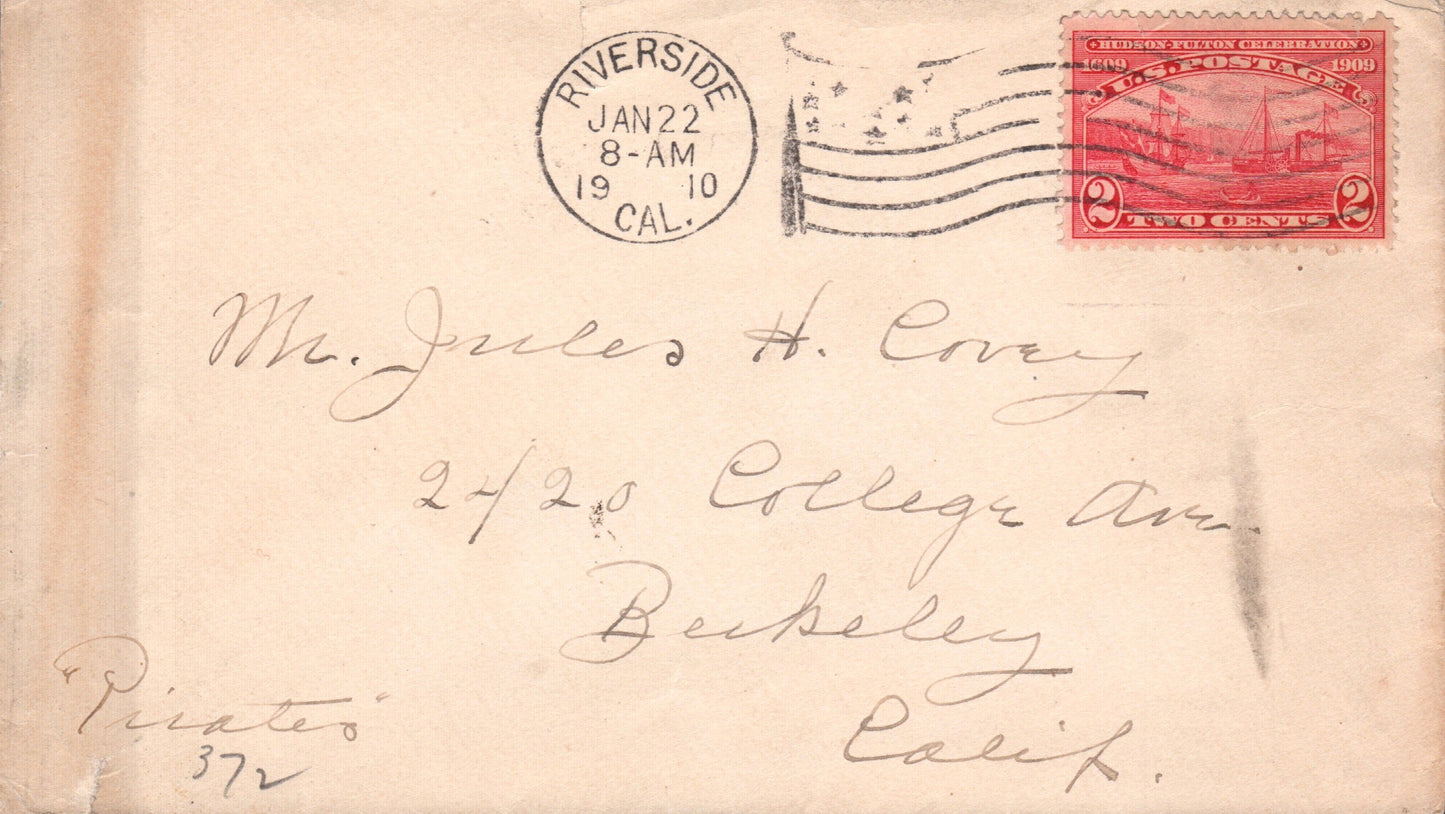 RIVERSIDE
JAN 22
8-AM
19 10
CAL.
HUDSON-FULTON CELEBRATION
1609 1909
U.S. POSTAGE
2 TWO CENTS 2
Mr. Jules H. Covey
2420 College Ave.
Berkeley
Calif.
"Pirates"
372